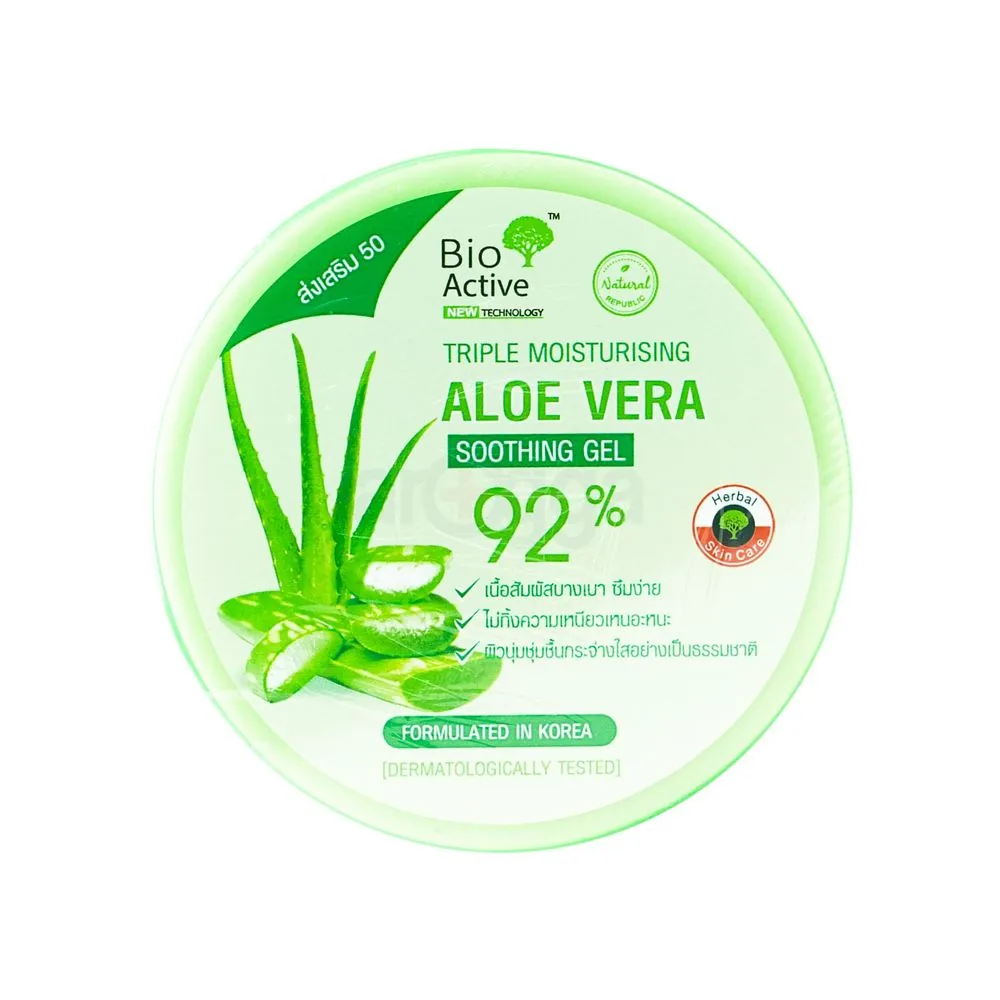 ส่งเสริม 50
Bio
Active
TM
NEW TECHNOLOGY
Natural
REPUBLIC
TRIPLE MOISTURISING
ALOE VERA
SOOTHING GEL
92%
Herbal
Skin Care
เนื้อสัมผัสบางเบา ซึมง่าย
ไม่ทิ้งความเหนียวเหนอะหนะ
ผิวนุ่มชุ่มชื้นกระจ่างใสอย่างเป็นธรรมชาติ
FORMULATED IN KOREA
[DERMATOLOGICALLY TESTED]